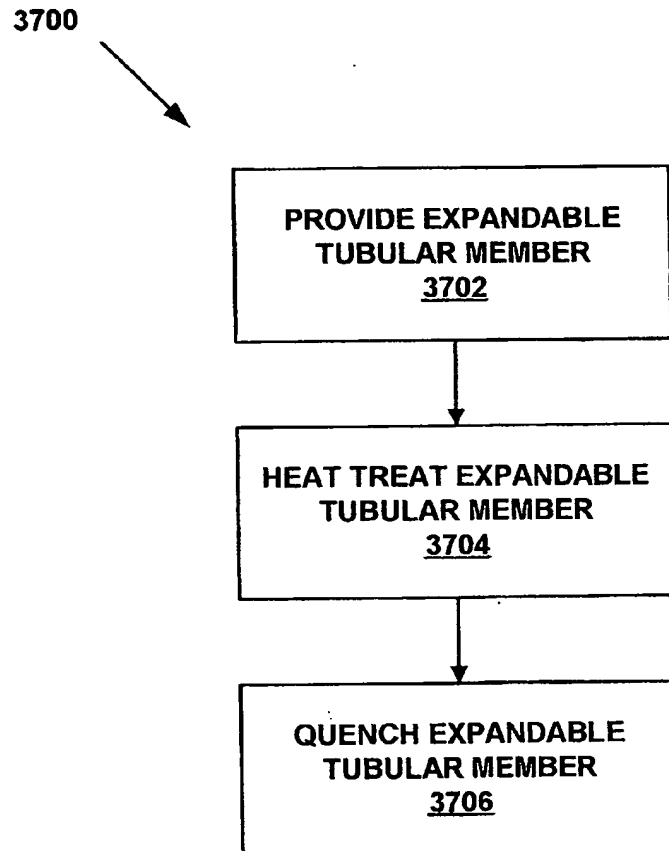 3700
PROVIDE EXPANDABLE
TUBULAR MEMBER
3702
HEAT TREAT EXPANDABLE
TUBULAR MEMBER
3704
QUENCH EXPANDABLE
TUBULAR MEMBER
3706